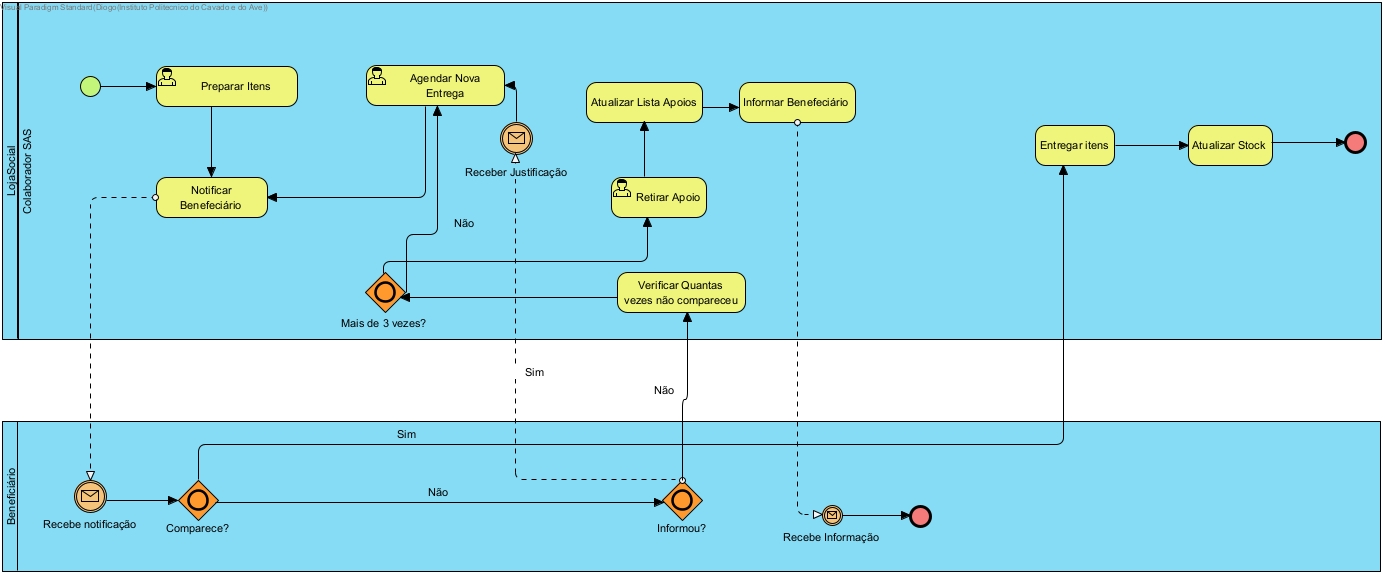 Visual Paradigm Standard(Diogo(Instituto Politecnico do Cavado e do Ave))
LojaSocial
Colaborador SAS
Preparar Itens
Agendar Nova
Entrega
Atualizar Lista Apoios
Informar Benefeciário
Receber Justificação
Entregar itens
Atualizar Stock
Notificar
Benefeciário
Retirar Apoio
Não
Verificar Quantas
vezes não compareceu
Mais de 3 vezes?
Sim
Não
Beneficiário
Sim
Não
Recebe notificação
Comparece?
Informou?
Recebe Informação